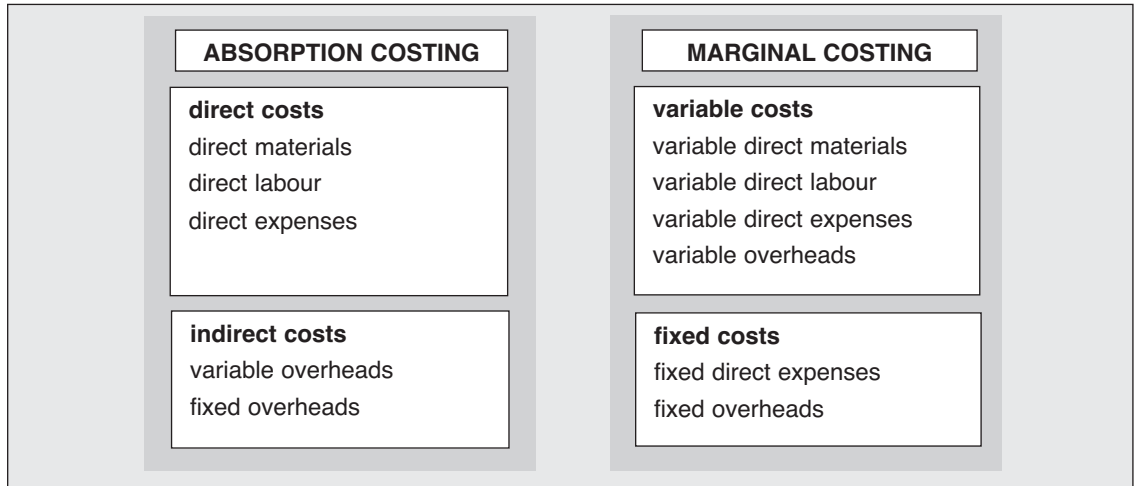 ABSORPTION COSTING
direct costs
direct materials
direct labour
direct expenses
indirect costs
variable overheads
fixed overheads
MARGINAL COSTING
variable costs
variable direct materials
variable direct labour
variable direct expenses
variable overheads
fixed costs
fixed direct expenses
fixed overheads